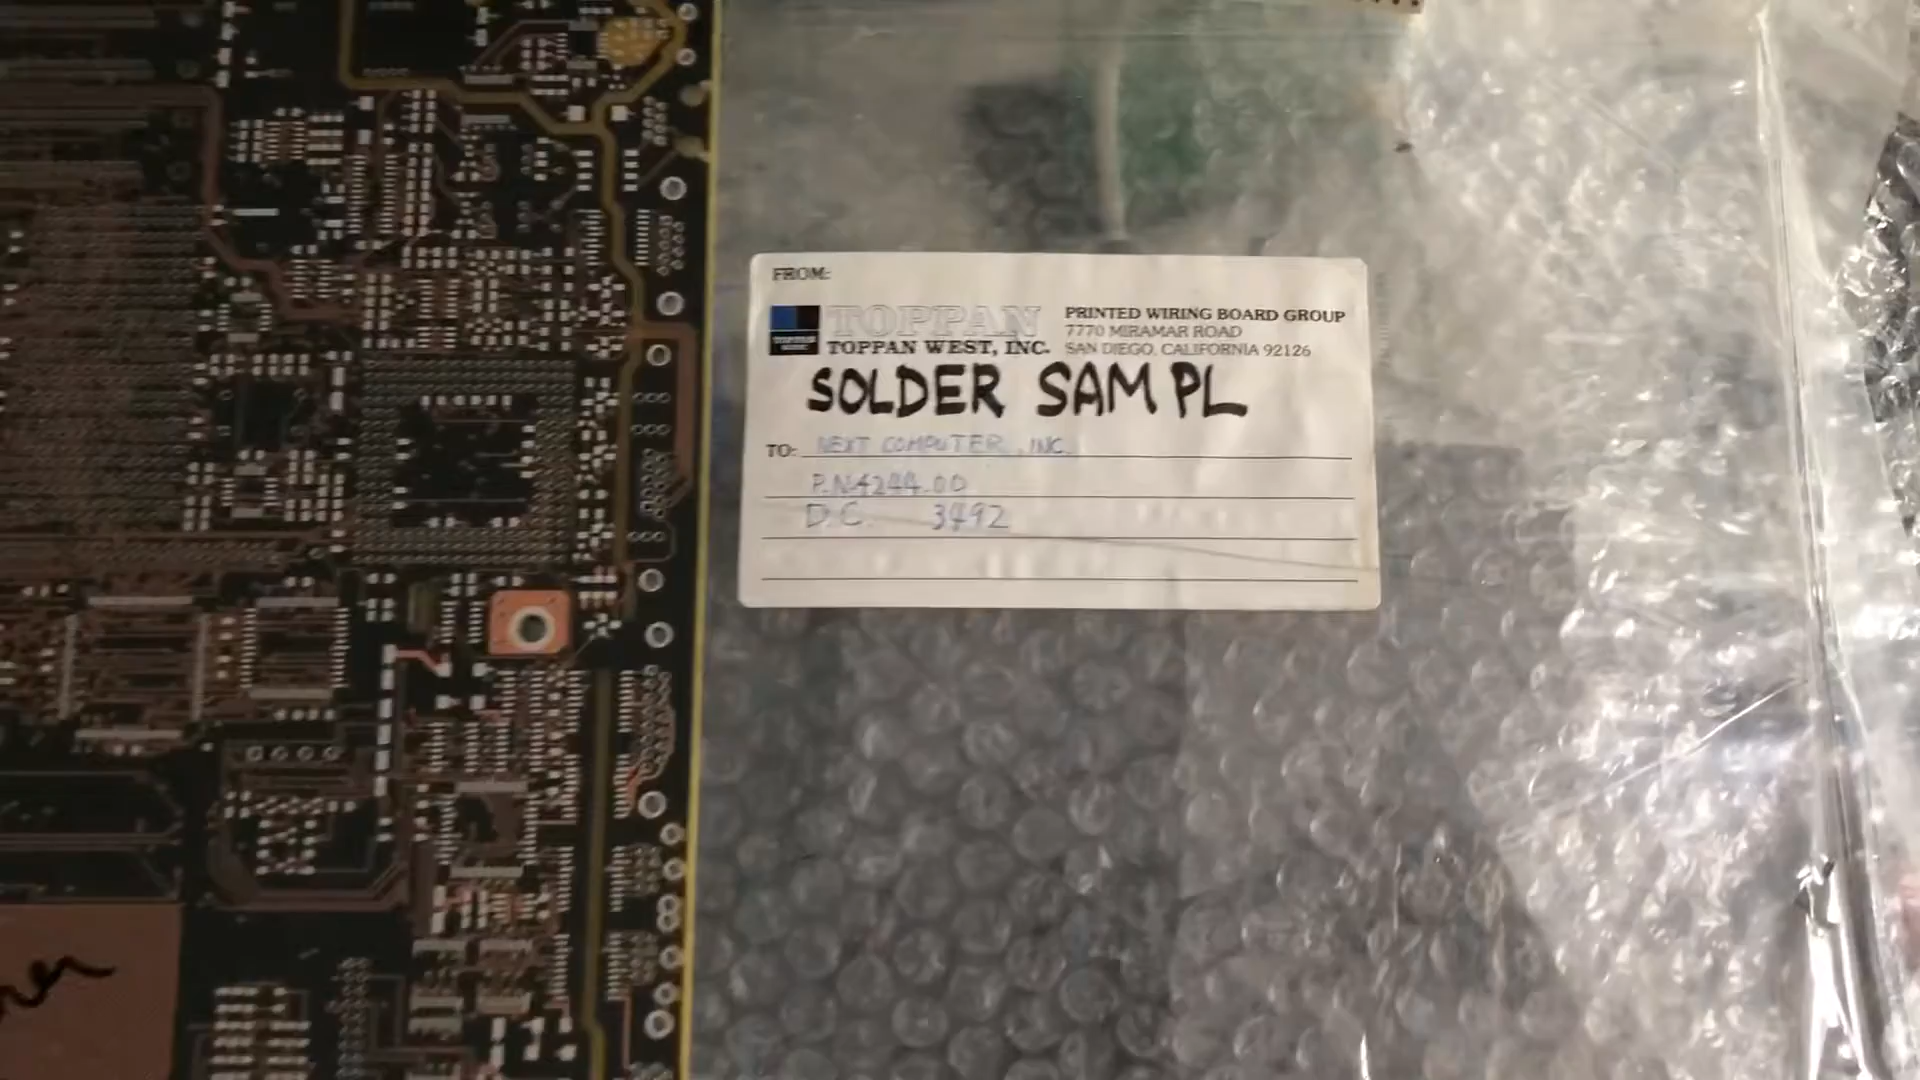 FROM:
TOPPAN
TOPPAN WEST, INC.
PRINTED WIRING BOARD GROUP
7770 MIRAMAR ROAD
SAN DIEGO, CALIFORNIA 92126
SOLDER SAMPL
TO: NEXT COMPUTER, INC.
P.N4244.00
D.C. 3492